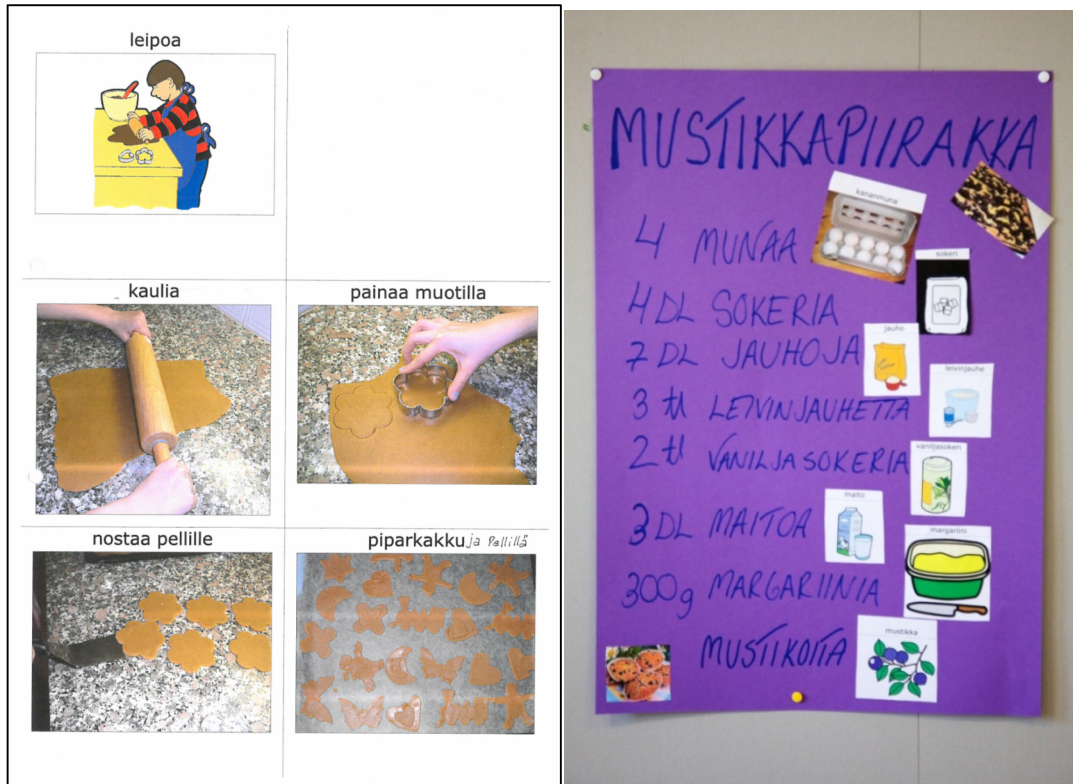 leipoa
kaulia
painaa muotilla
nostaa pellille
piparkakkuja Pellillä
MUSTIKKAPIIRAKKA
kananmuna
4 MUNAA
sokeri
4 DL SOKERIA
jauho
7 DL JAUHOJA
leivinjauhe
3 tl LEIVINJAUHETTA
2 tl VANILJASOKERIA
vaniljasokeri
maito
3 DL MAITOA
margariini
300g MARGARIINIA
mustikka
MUSTIKOITA